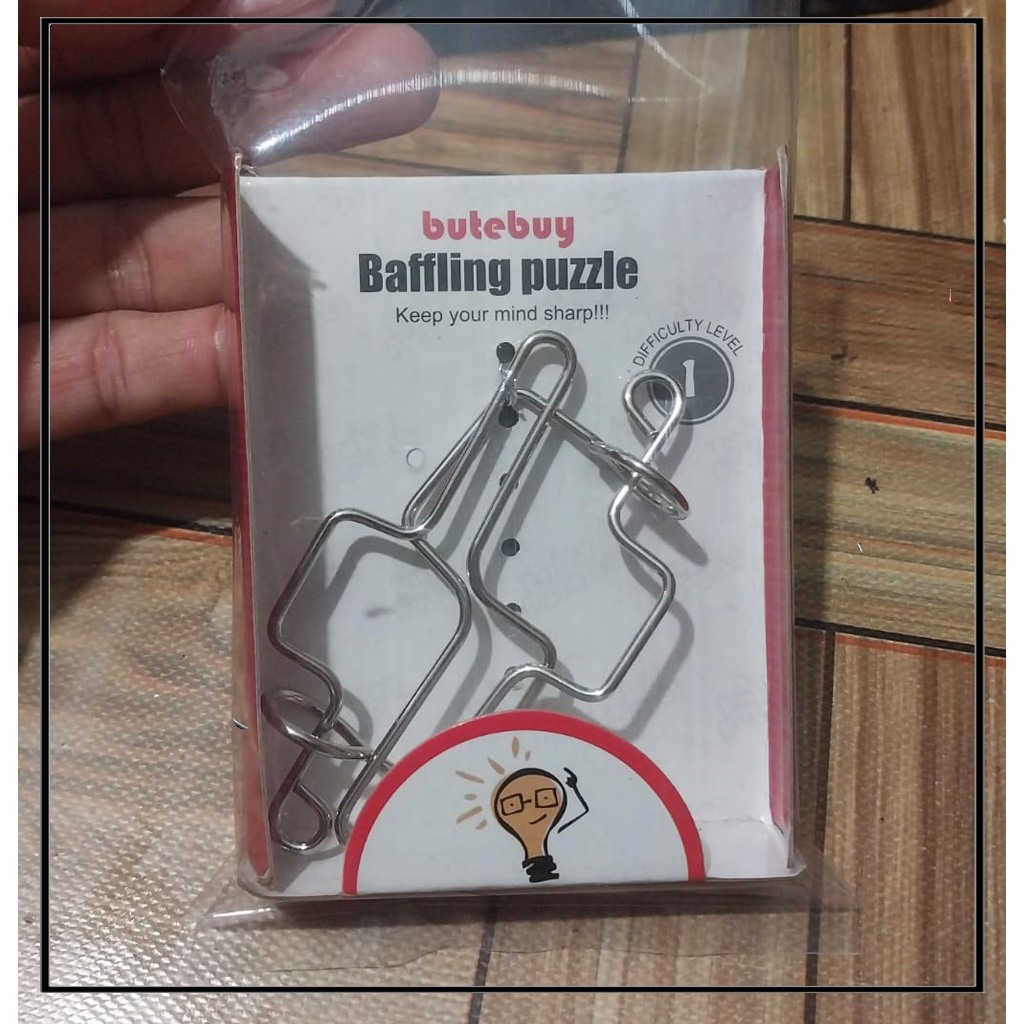 butebuy
Baffling puzzle
Keep your mind sharp!!!
DIFFICULTY LEVEL
1